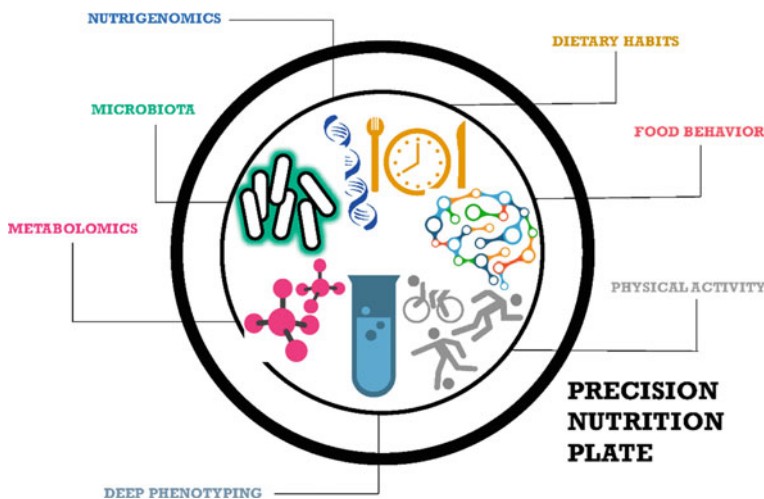 NUTRIGENOMICS
DIETARY HABITS
MICROBIOTA
FOOD BEHAVIOR
METABOLOMICS
PHYSICAL ACTIVITY
PRECISION
NUTRITION
PLATE
DEEP PHENOTYPING